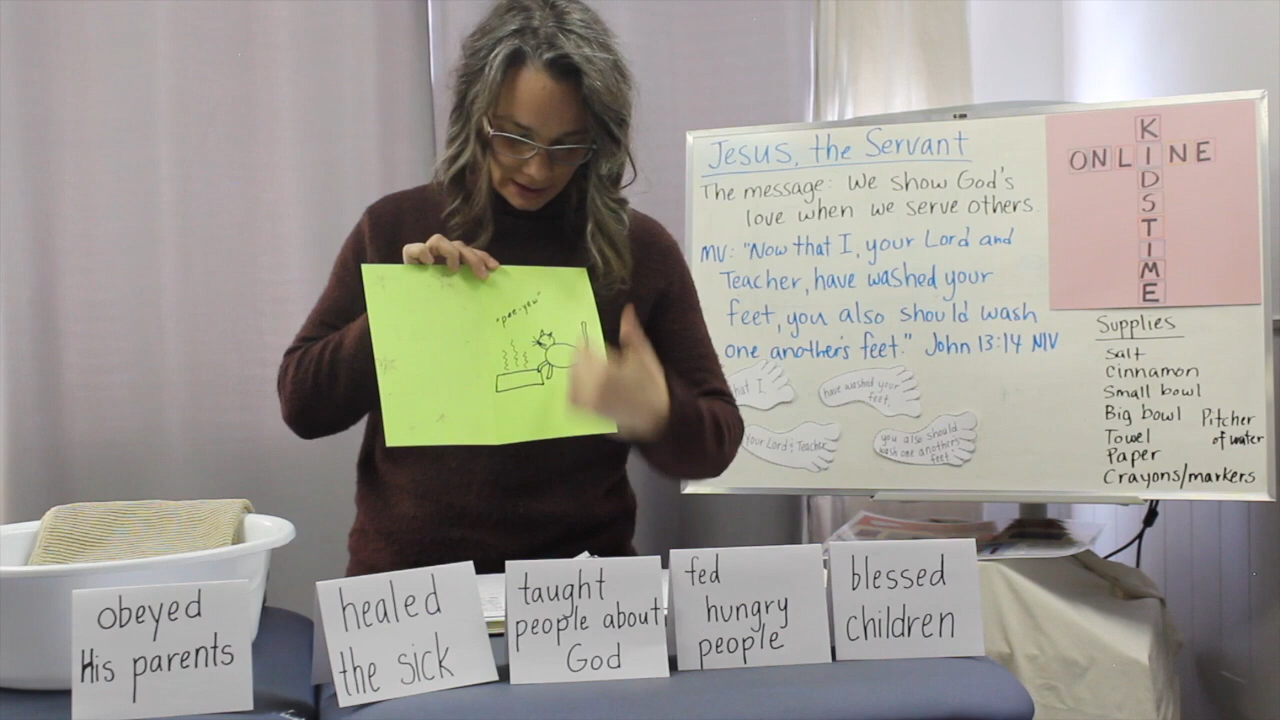 Jesus, the Servant
The message: We show God's
love when we serve others.
MV: "Now that I, your Lord and
Teacher, have washed your
feet, you also should wash
one another's feet." John 13:14 NIV
hat I,
have washed your
feet,
Your Lord & Teacher
you also should
wash one another's
feet
ONLINE
KIDSTIME
Supplies
Salt
Cinnamon
Small bowl
Big bowl
Towel
Paper
Crayons/markers
Pitcher
of water
"pee-yew"
obeyed
His parents
healed
the sick
taught
people about
God
fed
hungry
people
blessed
children